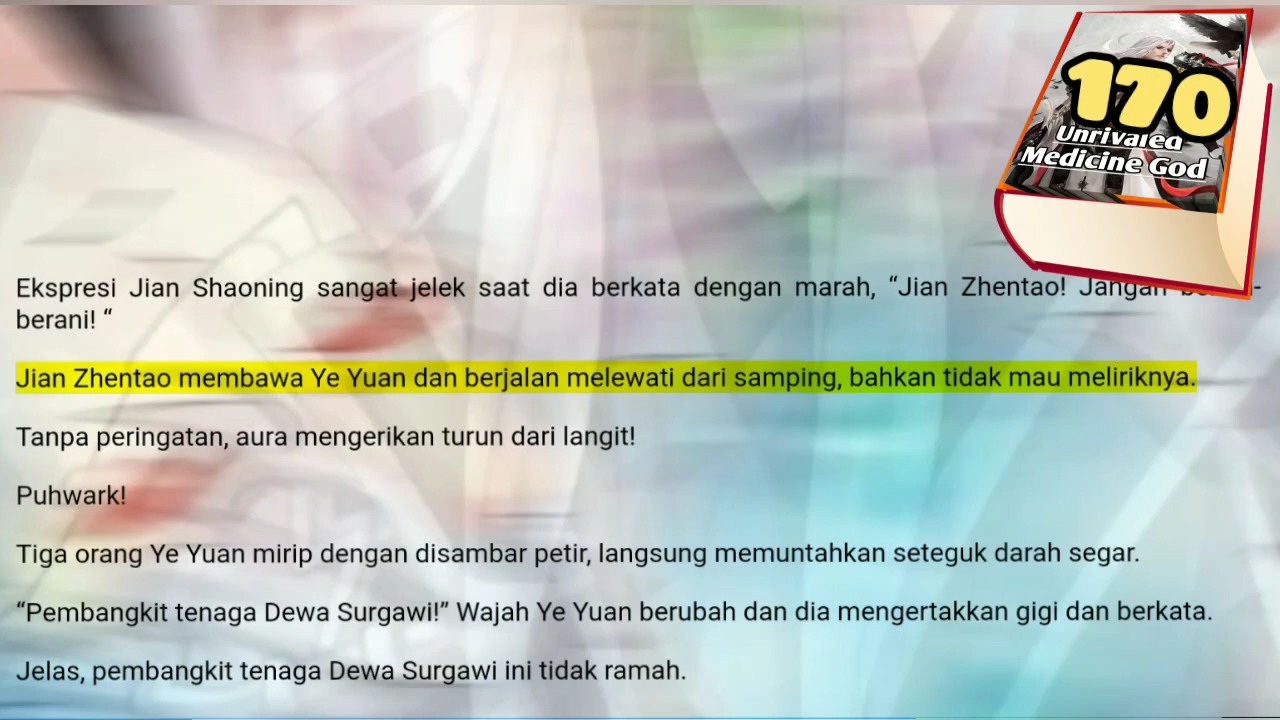 170
Unrivaled
Medicine God
Ekspresi Jian Shaoning sangat jelek saat dia berkata dengan marah, “Jian Zhentao! Jangan
berani! “
Jian Zhentao membawa Ye Yuan dan berjalan melewati dari samping, bahkan tidak mau meliriknya.
Tanpa peringatan, aura mengerikan turun dari langit!
Puhwark!
Tiga orang Ye Yuan mirip dengan disambar petir, langsung memuntahkan seteguk darah segar.
“Pembangkit tenaga Dewa Surgawi!” Wajah Ye Yuan berubah dan dia mengertakkan gigi dan berkata.
Jelas, pembangkit tenaga Dewa Surgawi ini tidak ramah.